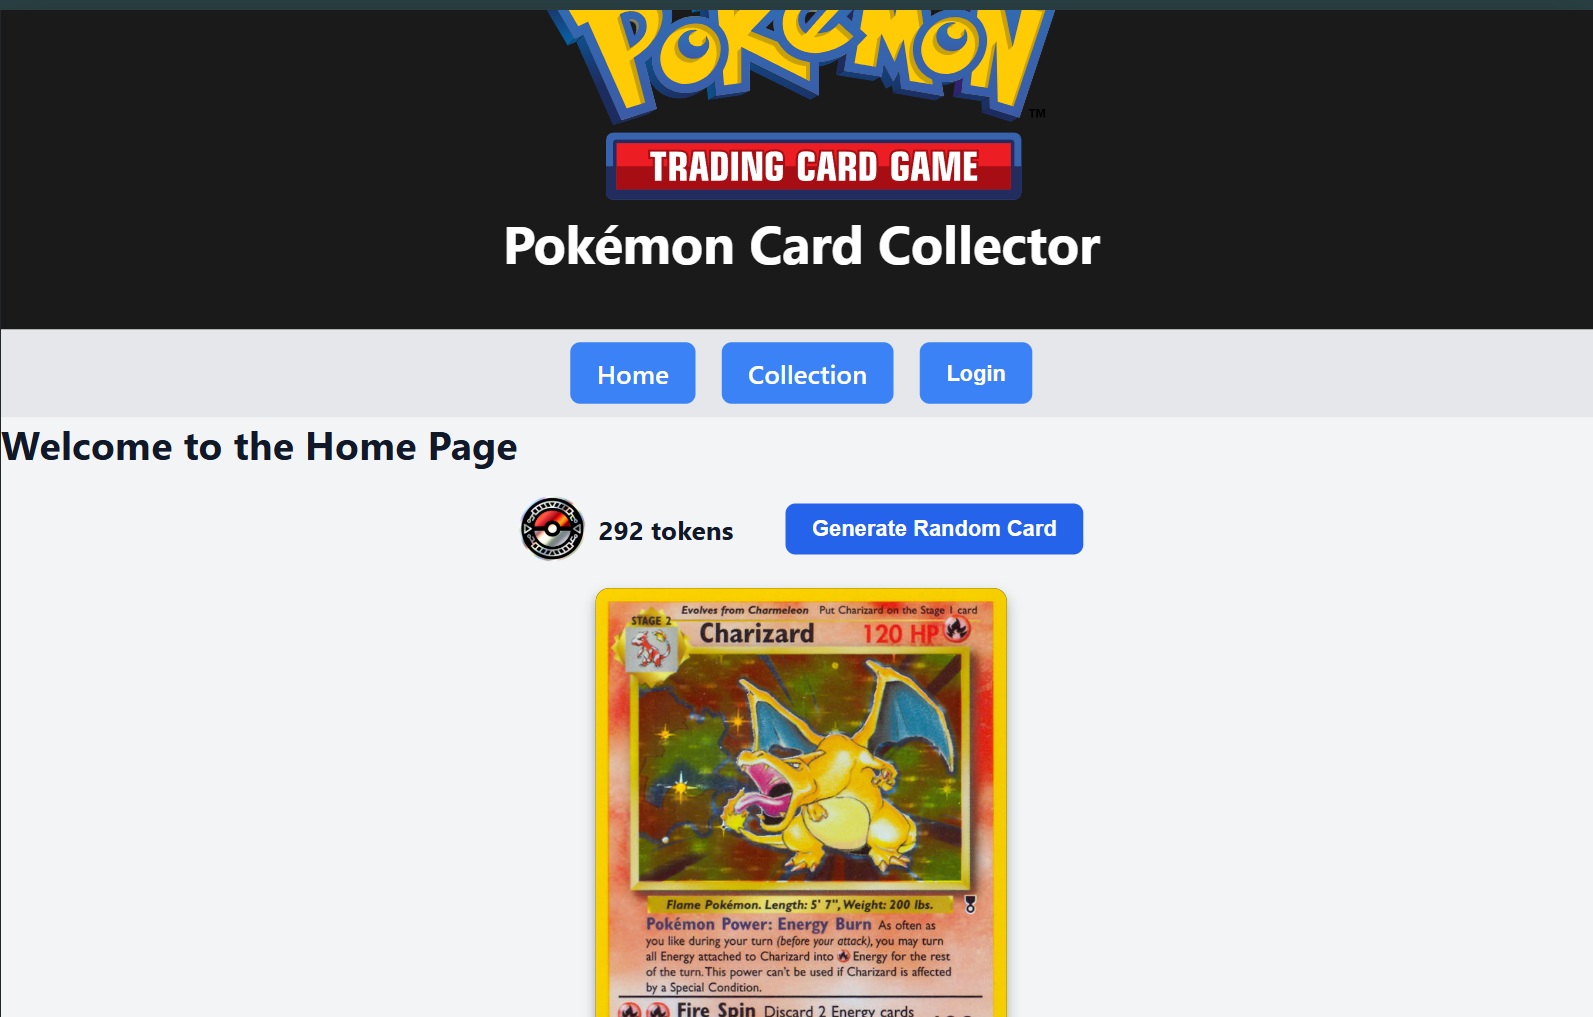 POKéMON
TM
TRADING CARD GAME
Pokémon Card Collector
Home Collection Login
Welcome to the Home Page
292 tokens Generate Random Card
Evolves from Charmeleon Put Charizard on the Stage 1 card
STAGE 2
Charizard 120 HP
Flame Pokémon. Length: 5' 7", Weight: 200 lbs.
Pokémon Power: Energy Burn As often as
you like during your turn (before your attack), you may turn
all Energy attached to Charizard into Energy for the rest
of the turn. This power can't be used if Charizard is affected
by a Special Condition.
Fire Spin Discard 2 Energy cards